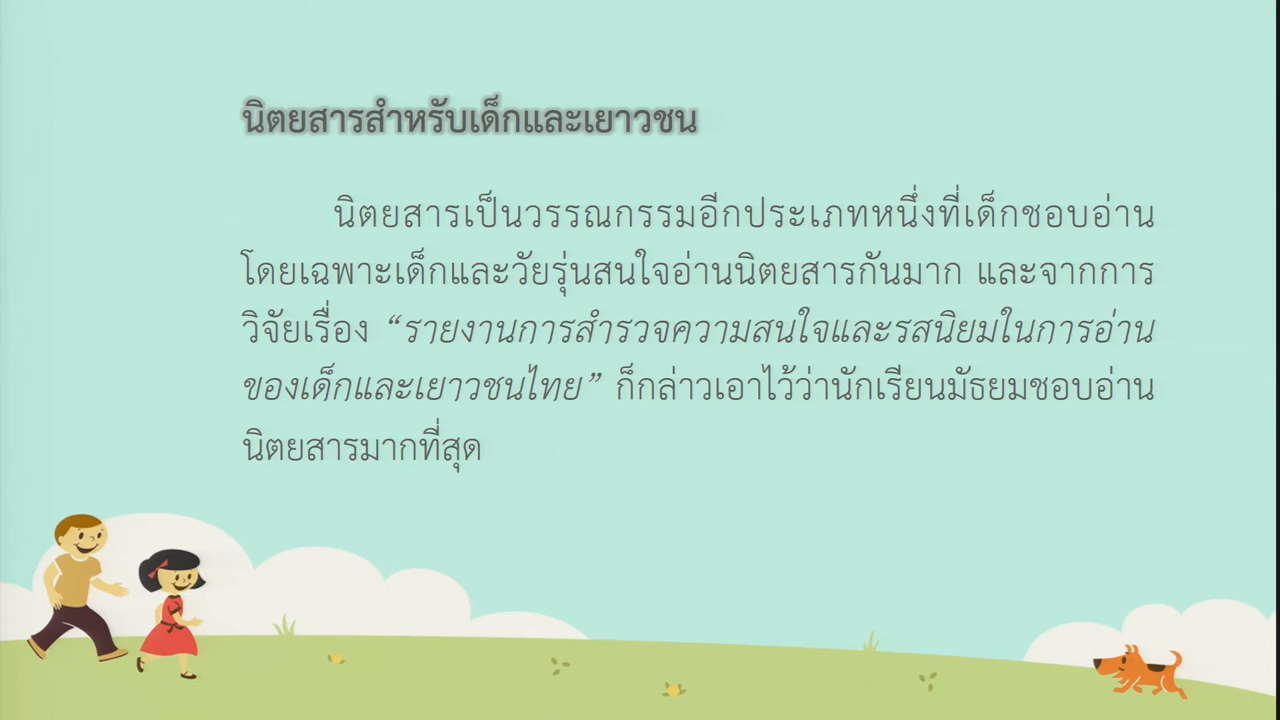 นิตยสารสำหรับเด็กและเยาวชน
นิตยสารเป็นวรรณกรรมอีกประเภทหนึ่งที่เด็กชอบอ่าน
โดยเฉพาะเด็กและวัยรุ่นสนใจอ่านนิตยสารกันมาก และจากการ
วิจัยเรื่อง “รายงานการสำรวจความสนใจและรสนิยมในการอ่าน
ของเด็กและเยาวชนไทย” ก็กล่าวเอาไว้ว่านักเรียนมัธยมชอบอ่าน
นิตยสารมากที่สุด